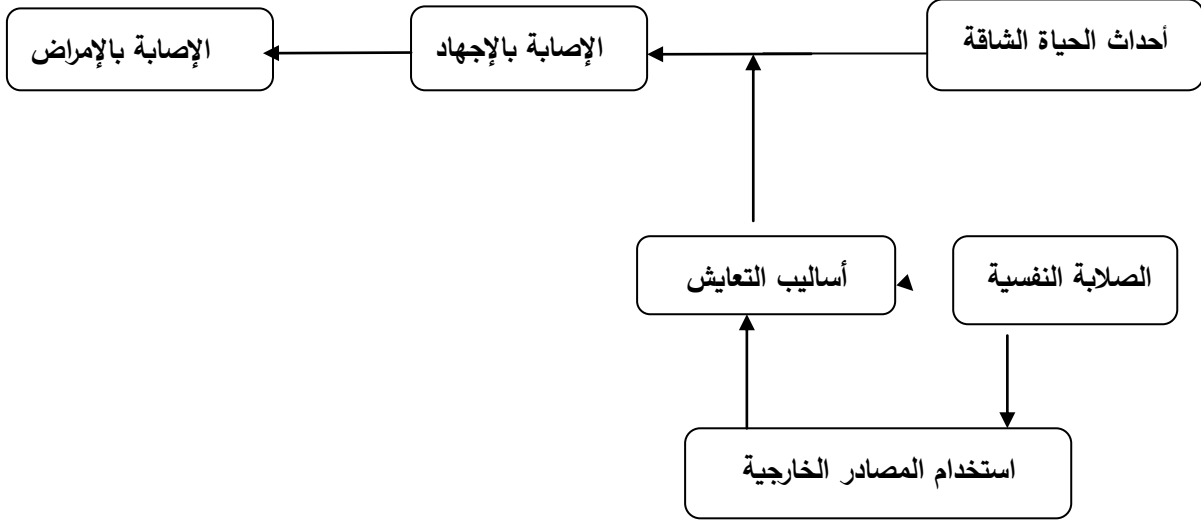 أحداث الحياة الشاقة
الإصابة بالإجهاد
الإصابة بالإمراض
الصلابة النفسية
أساليب التعايش
استخدام المصادر الخارجية